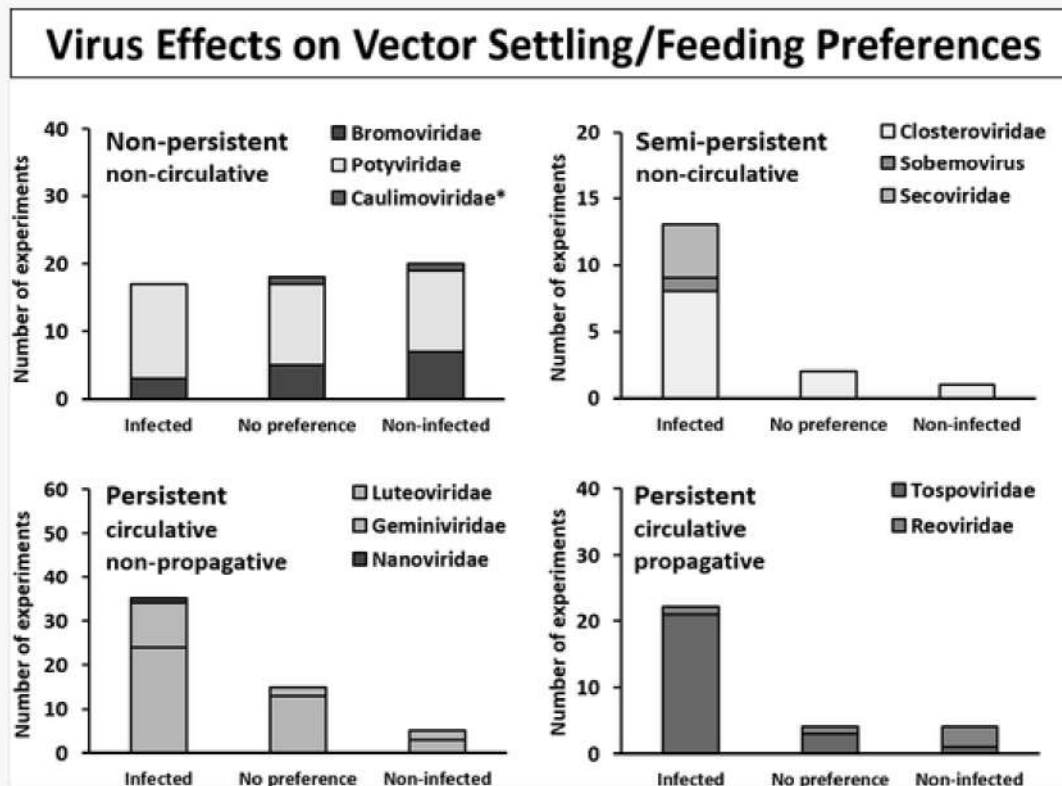 Virus Effects on Vector Settling/Feeding Preferences
Number of experiments
40
30
20
10
0
Non-persistent
non-circulative
Bromoviridae
Potyviridae
Caulimoviridae*
Infected
No preference
Non-infected
Number of experiments
20
15
10
5
0
Semi-persistent
non-circulative
Closteroviridae
Sobemovirus
Secoviridae
Infected
No preference
Non-infected
Number of experiments
60
50
40
30
20
10
0
Persistent
circulative
non-propagative
Luteoviridae
Geminiviridae
Nanoviridae
Infected
No preference
Non-infected
Number of experiments
40
30
20
10
0
Persistent
circulative
propagative
Tospoviridae
Reoviridae
Infected
No preference
Non-infected